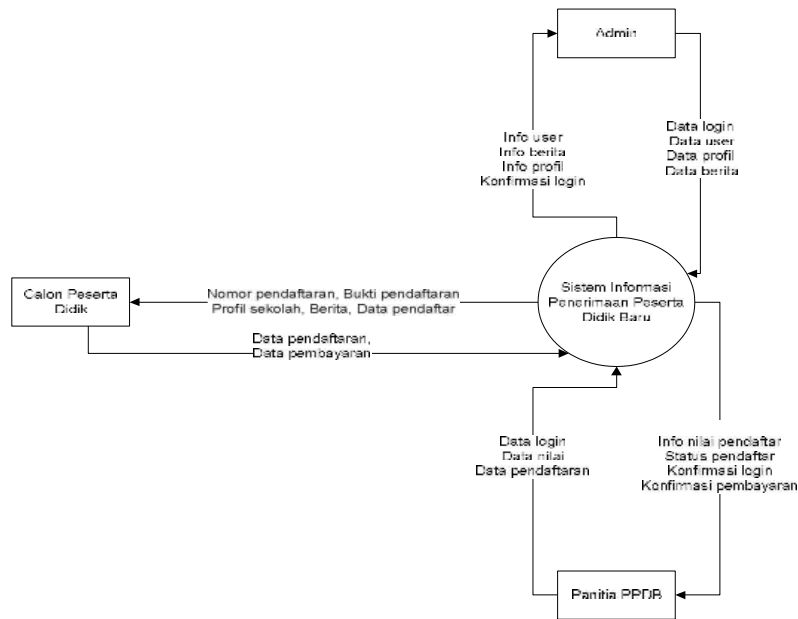 Admin
Info user
Info berita
Info profil
Konfirmasi login
Data login
Data user
Data profil
Data berita
Calon Peserta
Didik
Nomor pendaftaran, Bukti pendaftaran
Profil sekolah, Berita, Data pendaftar
Sistem Informasi
Penerimaan Peserta
Didik Baru
Data pendaftaran,
Data pembayaran
Data login
Data nilai
Data pendaftaran
Info nilai pendaftar
Status pendaftar
Konfirmasi login
Konfirmasi pembayaran
Panitia PPDB